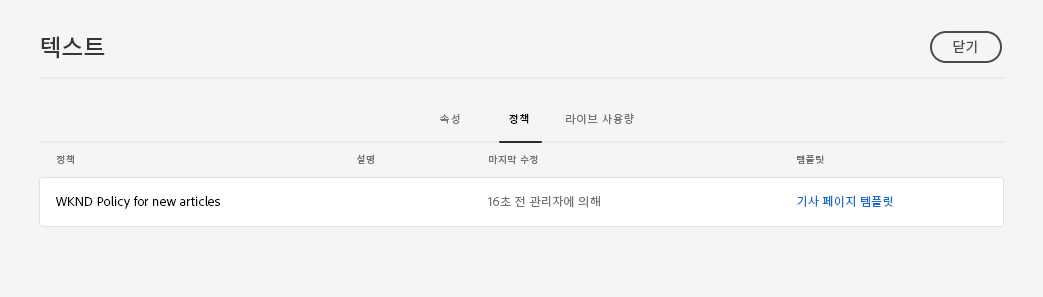 텍스트
닫기
속성 정책 라이브 사용량
정책 설명 마지막 수정 템플릿
WKND Policy for new articles 16초 전 관리자에 의해 기사 페이지 템플릿